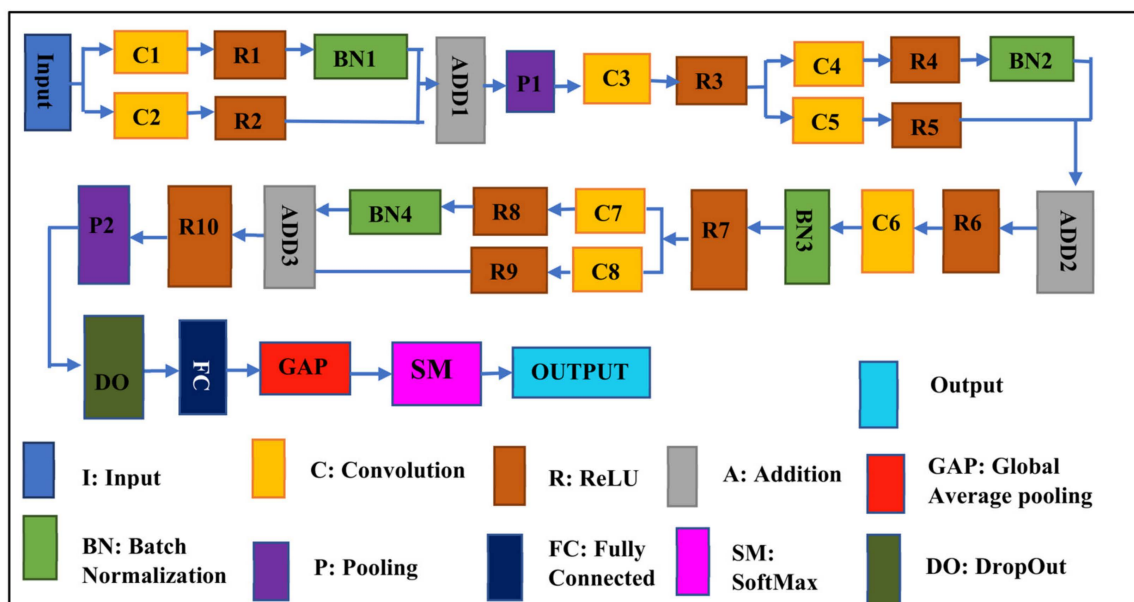 Input
C1
R1
BN1
C2
R2
ADD1
P1
C3
R3
C4
R4
BN2
C5
R5
P2
R10
ADD3
BN4
R8
C7
R9
C8
R7
BN3
C6
R6
ADD2
DO
FC
GAP
SM
OUTPUT
Output
I: Input
C: Convolution
R: ReLU
A: Addition
GAP: Global
Average pooling
BN: Batch
Normalization
P: Pooling
FC: Fully
Connected
SM:
SoftMax
DO: DropOut